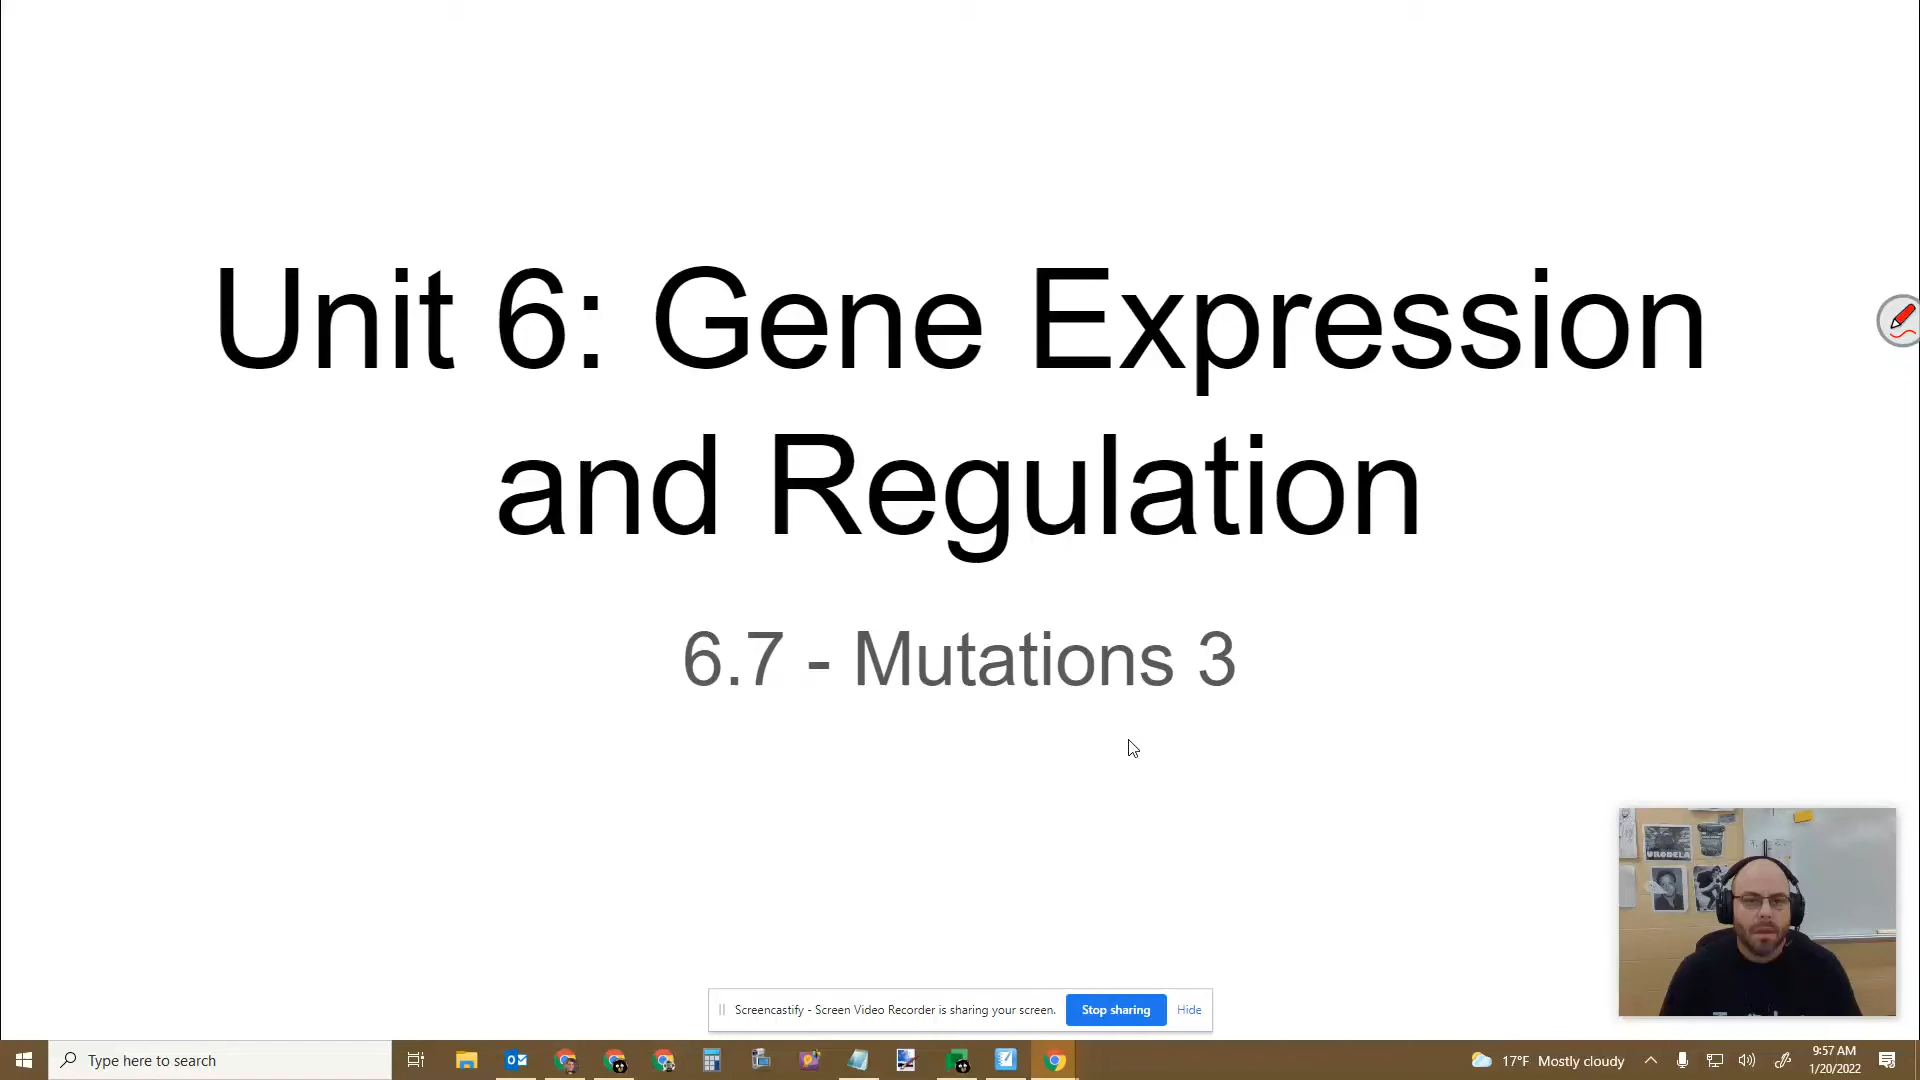 Unit 6: Gene Expression
and Regulation
6.7 - Mutations 3
URODELA
Screencastify - Screen Video Recorder is sharing your screen.
Stop sharing
Hide
Type here to search
17°F Mostly cloudy
9:57 AM
1/20/2022